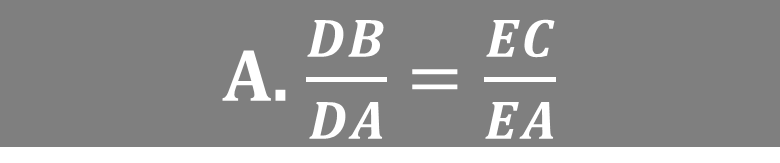 A. DB/DA = EC/EA